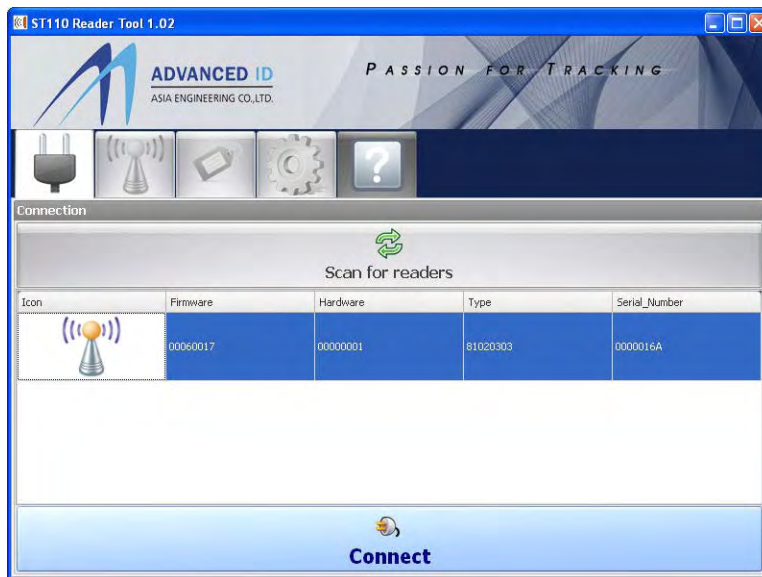 ST110 Reader Tool 1.02
ADVANCED ID
ASIA ENGINEERING CO.,LTD.
PASSION FOR TRACKING
?
Connection
Scan for readers
Icon Firmware Hardware Type Serial_Number
00060017 00000001 81020303 0000016A
Connect